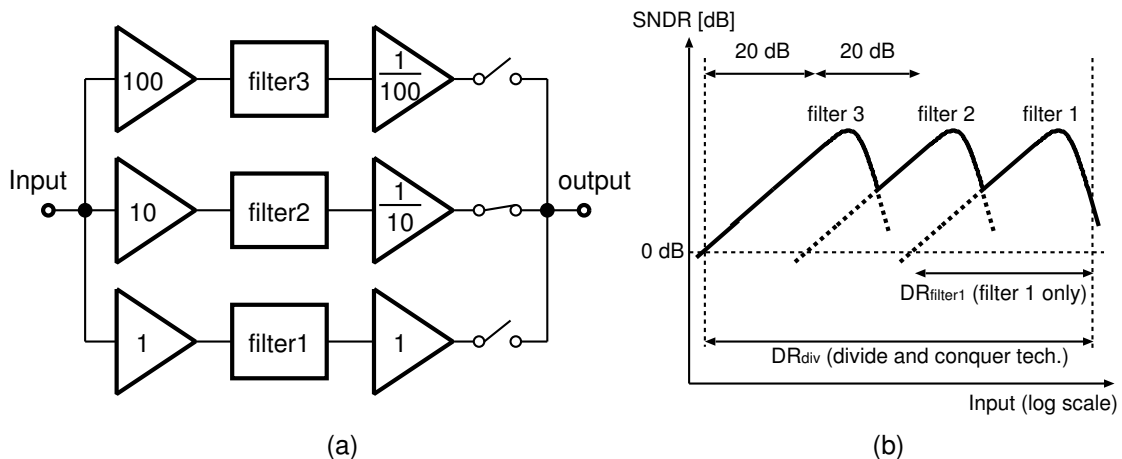 100
filter3
1
100
Input
10
filter2
1
10
output
1
filter1
1
(a)
SNDR [dB]
20 dB
20 dB
filter 3
filter 2
filter 1
0 dB
DRfilter1 (filter 1 only)
DRdiv (divide and conquer tech.)
Input (log scale)
(b)